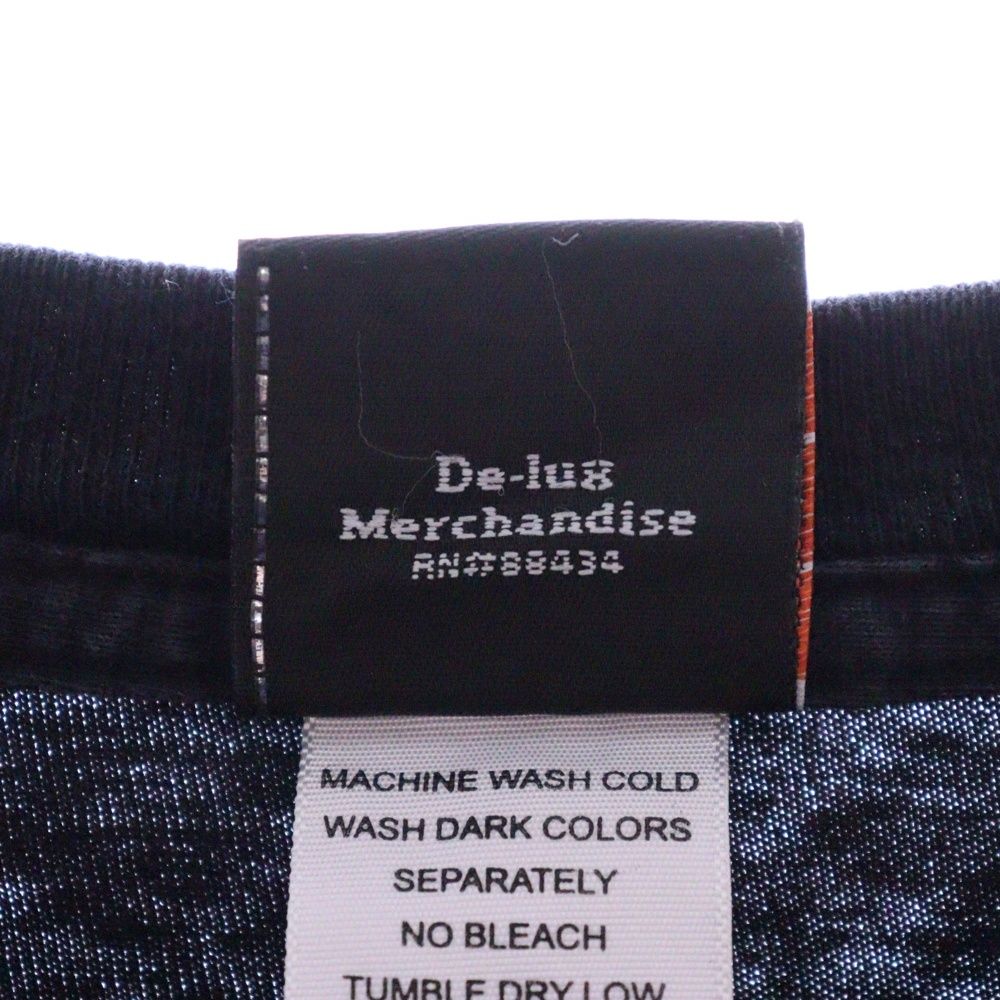 De-lux
Merchandise
RN#88434
MACHINE WASH COLD
WASH DARK COLORS
SEPARATELY
NO BLEACH
TUMBLE DRY LOW